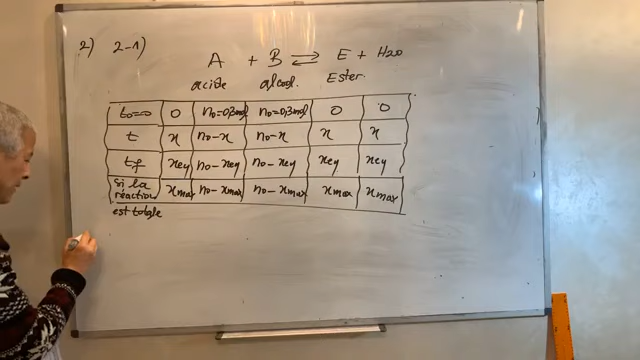 2) 2-1)
A + B ⇌ E + H2O
acide alcool Ester
t0=0 0 n0=0,3mol n0=0,3mol 0 0
t x n0-x n0-x x x
tf xeq n0-xeq n0-xeq xeq xeq
Si la
réaction xmax n0-xmax n0-xmax xmax xmax
est totale